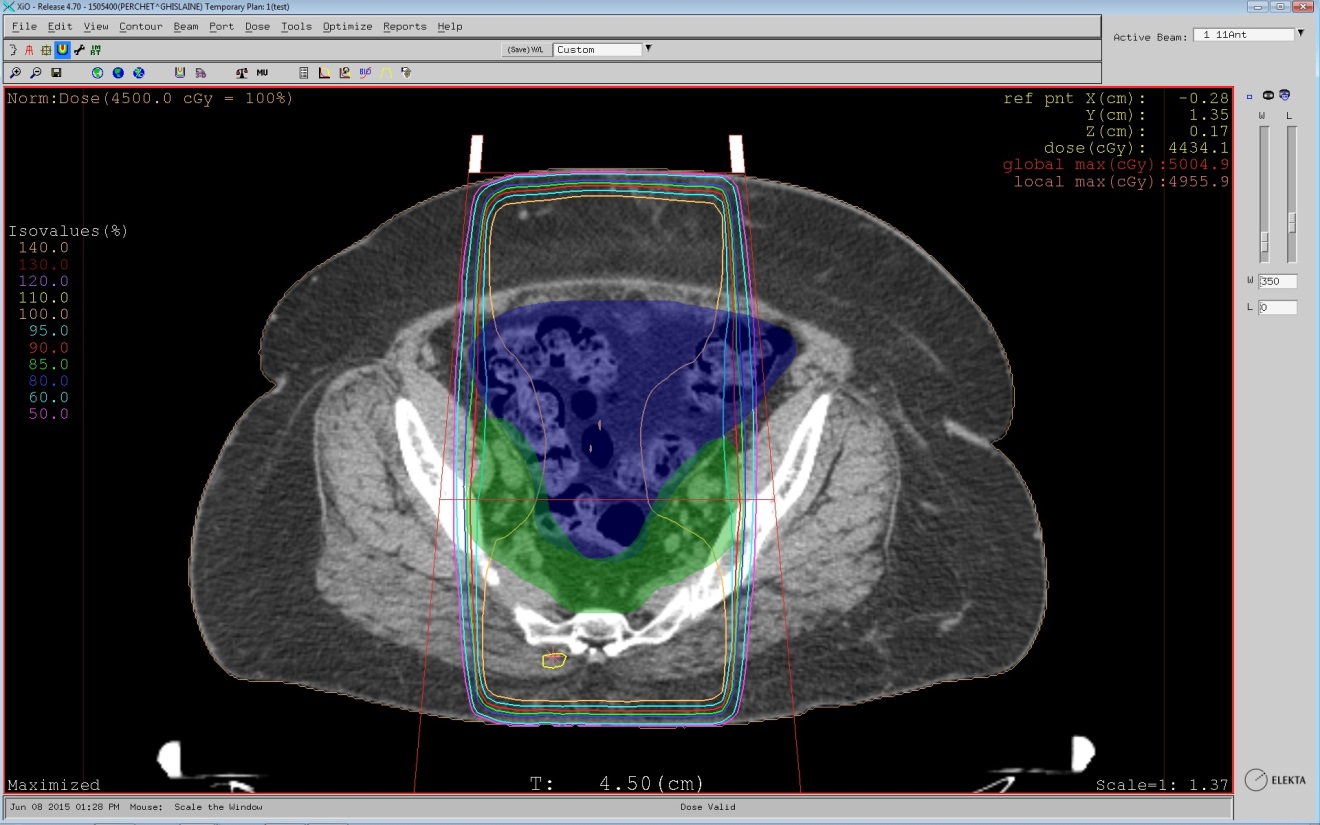 XiO - Release 4.70 - 1505400(PERCHET^GHISLAINE) Temporary Plan: 1(test)
File Edit View Contour Beam Port Dose Tools Optimize Reports Help
Active Beam: 1 11Ant
(Save) W/L Custom
IM RT
MU
BIO
Norm:Dose(4500.0 cGy = 100%)
ref pnt X(cm): -0.28
Y(cm): 1.35
Z(cm): 0.17
dose(cGy): 4434.1
global max(cGy):5004.9
local max(cGy):4955.9
W L
Isovalues(%)
140.0
130.0
120.0
110.0
100.0
95.0
90.0
85.0
80.0
60.0
50.0
W 350
L 0
Maximized
T: 4.50(cm)
Scale=1: 1.37
ELEKTA
Jun 08 2015 01:28 PM Mouse: Scale the Window
Dose Valid